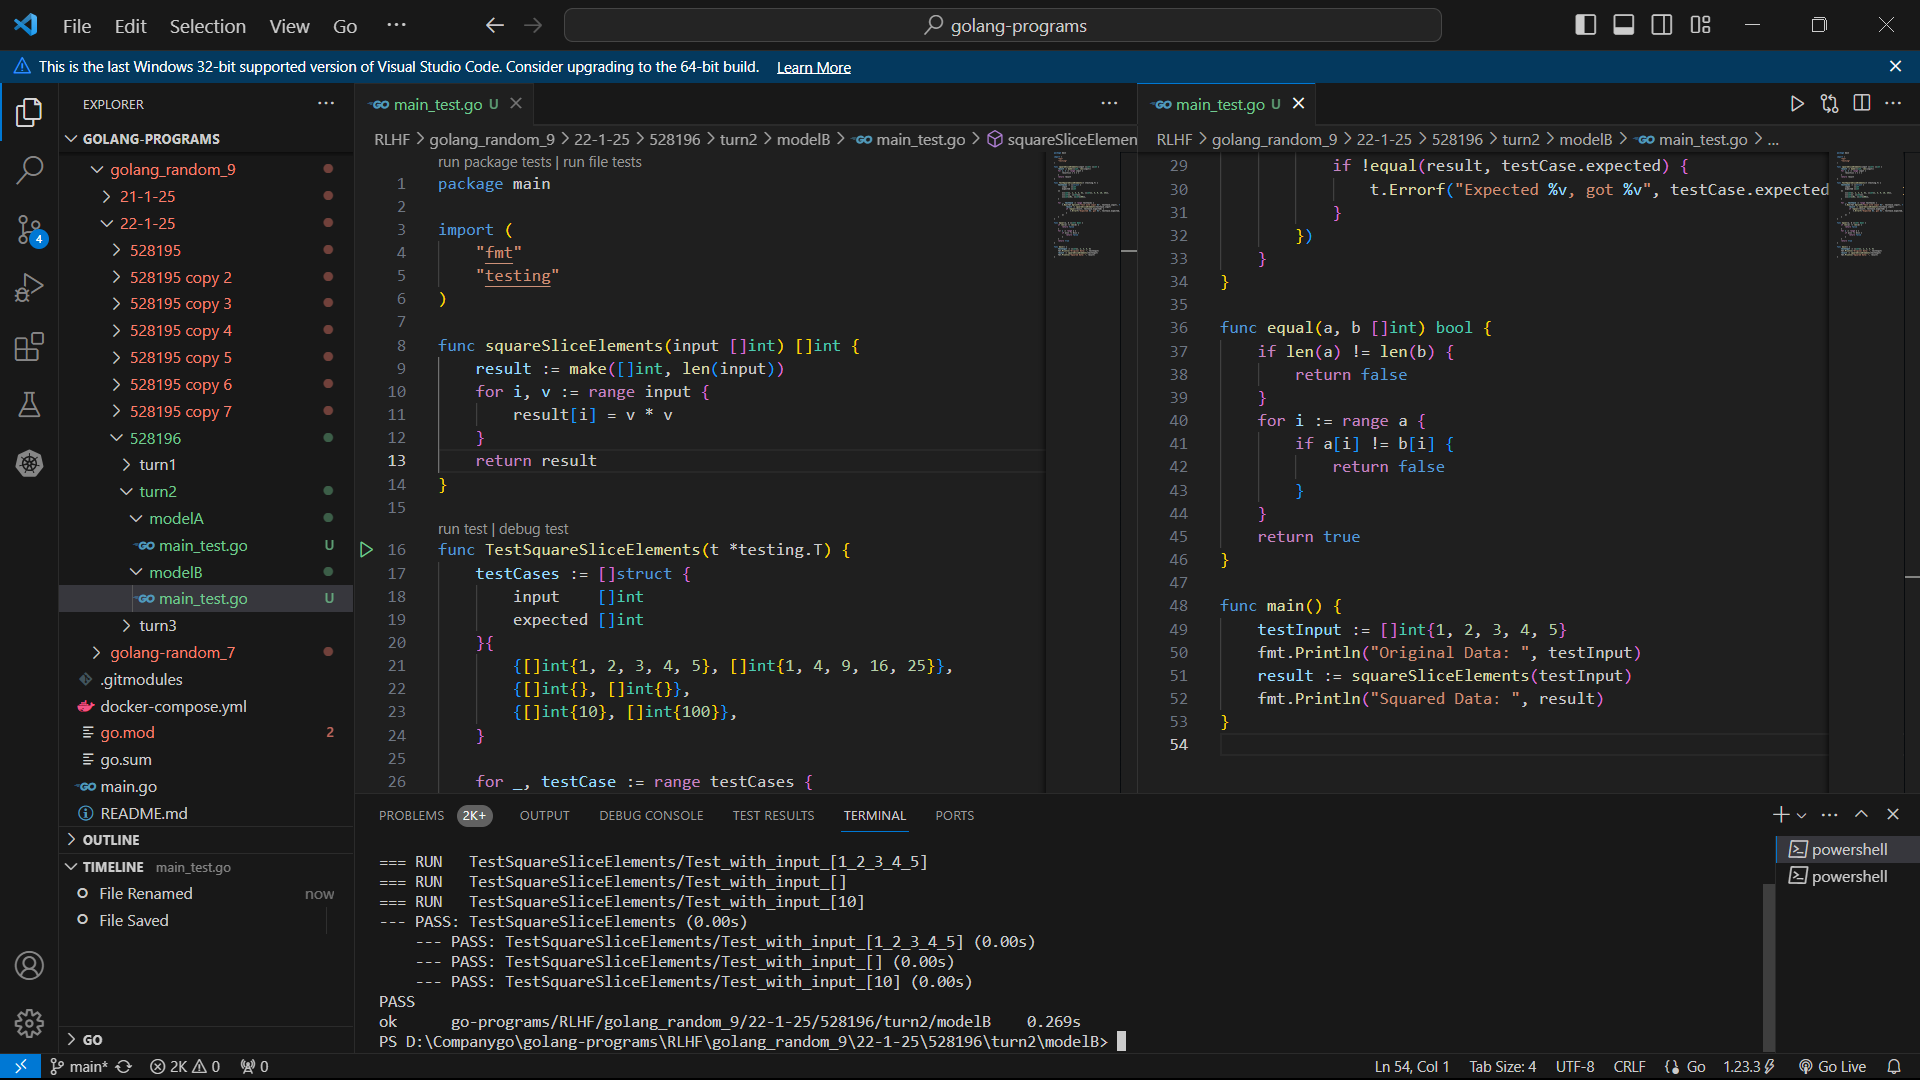 File Edit Selection View Go ···
golang-programs
This is the last Windows 32-bit supported version of Visual Studio Code. Consider upgrading to the 64-bit build. Learn More
EXPLORER
GOLANG-PROGRAMS
golang_random_9
21-1-25
22-1-25
528195
528195 copy 2
528195 copy 3
528195 copy 4
528195 copy 5
528195 copy 6
528195 copy 7
528196
turn1
turn2
modelA
GO main_test.go U
modelB
GO main_test.go U
turn3
golang-random_7
.gitmodules
docker-compose.yml
go.mod 2
go.sum
GO main.go
README.md
OUTLINE
TIMELINE main_test.go
File Renamed now
File Saved
GO
4
GO main_test.go U
RLHF > golang_random_9 > 22-1-25 > 528196 > turn2 > modelB > GO main_test.go > squareSliceElemen
run package tests | run file tests
1 package main
2
3 import (
4 "fmt"
5 "testing"
6 )
7
8 func squareSliceElements(input []int) []int {
9 result := make([]int, len(input))
10 for i, v := range input {
11 result[i] = v * v
12 }
13 return result
14 }
15
run test | debug test
16 func TestSquareSliceElements(t *testing.T) {
17 testCases := []struct {
18 input []int
19 expected []int
20 }{
21 {[]int{1, 2, 3, 4, 5}, []int{1, 4, 9, 16, 25}},
22 {[]int{}, []int{}},
23 {[]int{10}, []int{100}},
24 }
25
26 for _, testCase := range testCases {
GO main_test.go U
RLHF > golang_random_9 > 22-1-25 > 528196 > turn2 > modelB > GO main_test.go > ...
29 if !equal(result, testCase.expected) {
30 t.Errorf("Expected %v, got %v", testCase.expected
31 }
32 })
33 }
34 }
35
36 func equal(a, b []int) bool {
37 if len(a) != len(b) {
38 return false
39 }
40 for i := range a {
41 if a[i] != b[i] {
42 return false
43 }
44 }
45 return true
46 }
47
48 func main() {
49 testInput := []int{1, 2, 3, 4, 5}
50 fmt.Println("Original Data: ", testInput)
51 result := squareSliceElements(testInput)
52 fmt.Println("Squared Data: ", result)
53 }
54
PROBLEMS 2K+ OUTPUT DEBUG CONSOLE TEST RESULTS TERMINAL PORTS
=== RUN TestSquareSliceElements/Test_with_input_[1_2_3_4_5]
=== RUN TestSquareSliceElements/Test_with_input_[]
=== RUN TestSquareSliceElements/Test_with_input_[10]
--- PASS: TestSquareSliceElements (0.00s)
--- PASS: TestSquareSliceElements/Test_with_input_[1_2_3_4_5] (0.00s)
--- PASS: TestSquareSliceElements/Test_with_input_[] (0.00s)
--- PASS: TestSquareSliceElements/Test_with_input_[10] (0.00s)
PASS
ok go-programs/RLHF/golang_random_9/22-1-25/528196/turn2/modelB 0.269s
PS D:\Companygo\golang-programs\RLHF\golang_random_9\22-1-25\528196\turn2\modelB>
powershell
powershell
main* 2K 0 0 Ln 54, Col 1 Tab Size: 4 UTF-8 CRLF Go 1.23.3 Go Live